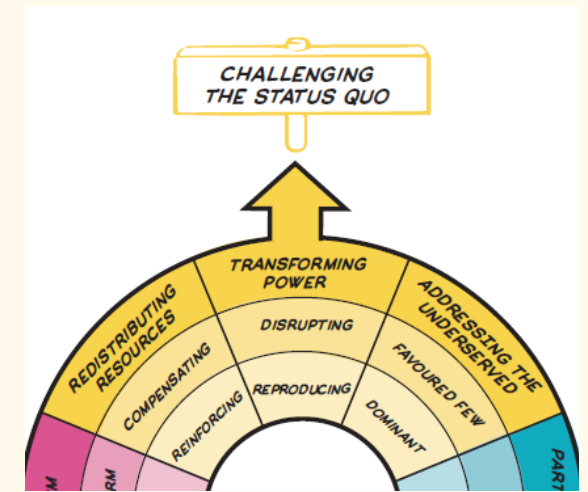 CHALLENGING
THE STATUS QUO
TRANSFORMING
POWER
DISRUPTING
REPRODUCING
REDISTRIBUTING
RESOURCES
COMPENSATING
REINFORCING
ADDRESSING THE
UNDERSERVED
FAVOURED FEW
DOMINANT